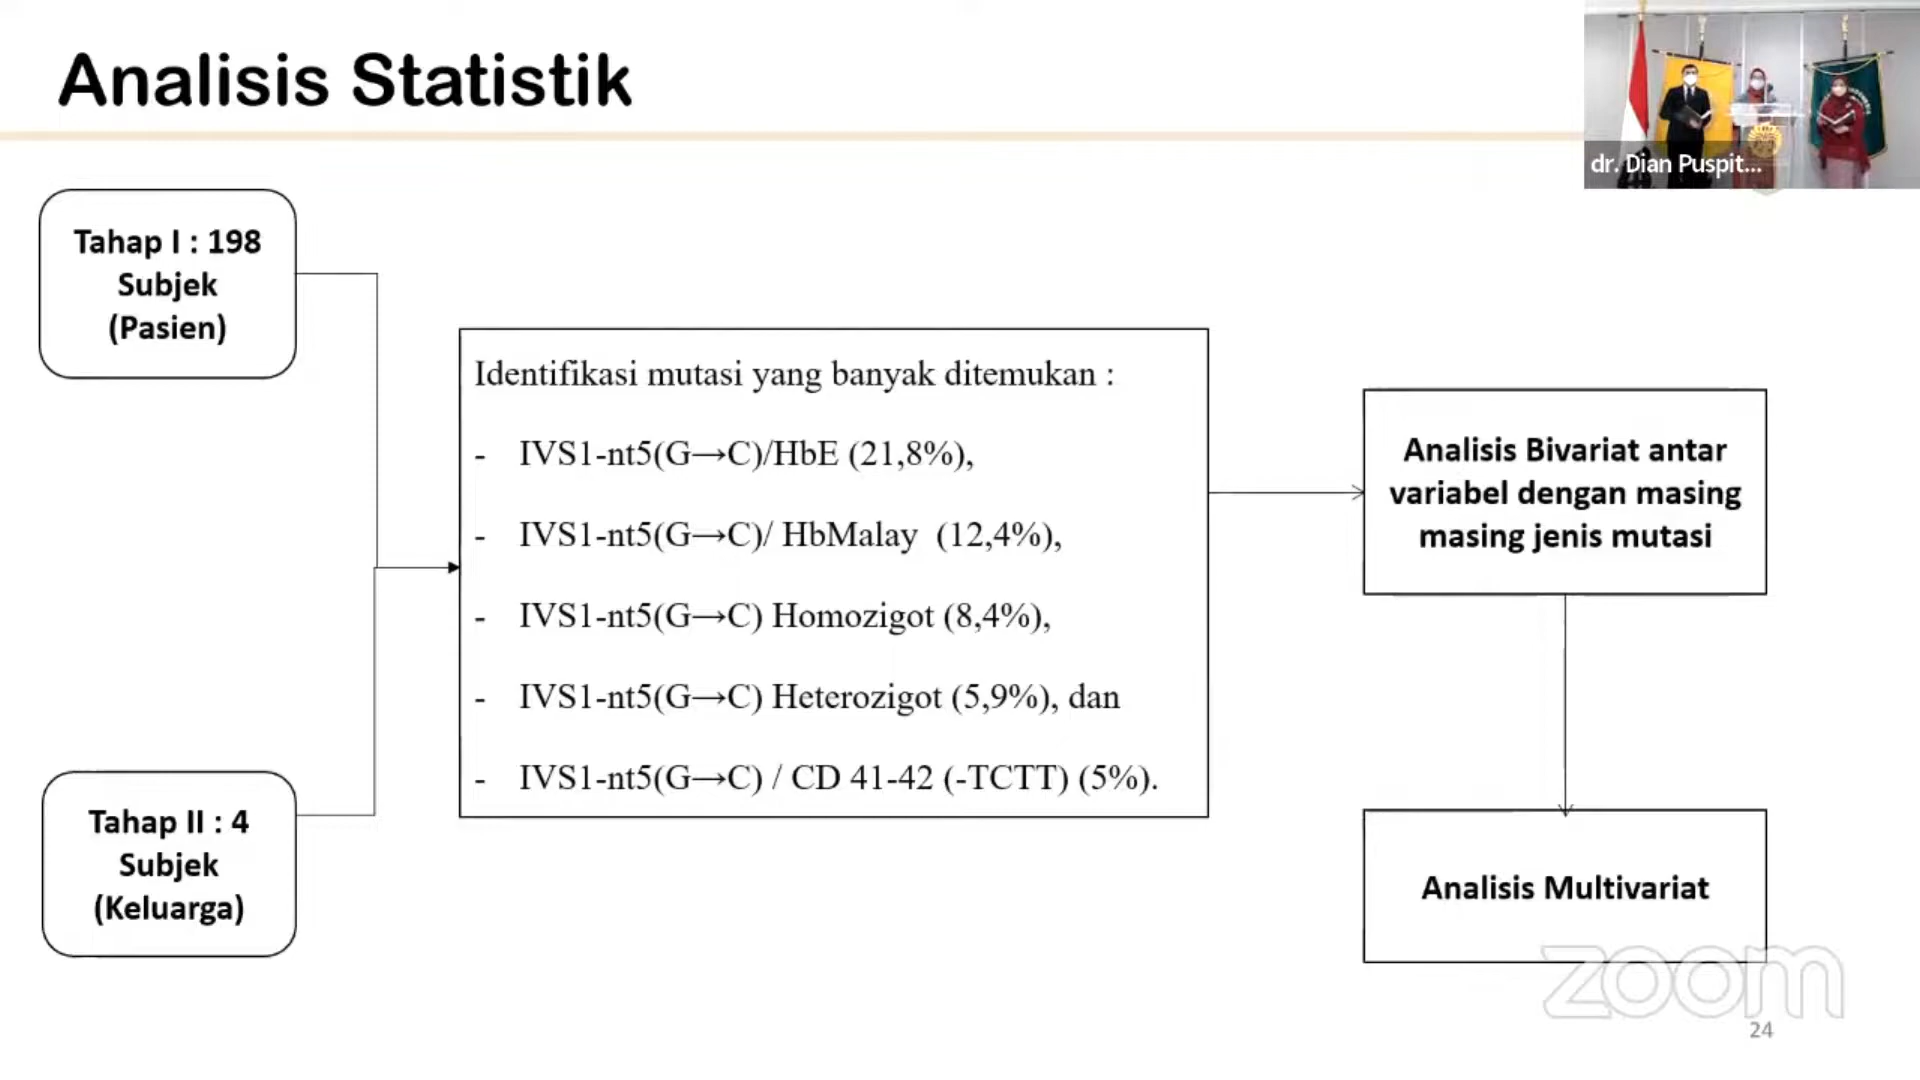 Analisis Statistik
dr. Dian Puspit...
Tahap I : 198
Subjek
(Pasien)
Identifikasi mutasi yang banyak ditemukan :
- IVS1-nt5(G→C)/HbE (21,8%),
- IVS1-nt5(G→C)/ HbMalay (12,4%),
- IVS1-nt5(G→C) Homozigot (8,4%),
- IVS1-nt5(G→C) Heterozigot (5,9%), dan
- IVS1-nt5(G→C) / CD 41-42 (-TCTT) (5%).
Analisis Bivariat antar
variabel dengan masing
masing jenis mutasi
Tahap II : 4
Subjek
(Keluarga)
Analisis Multivariat
zoom
24